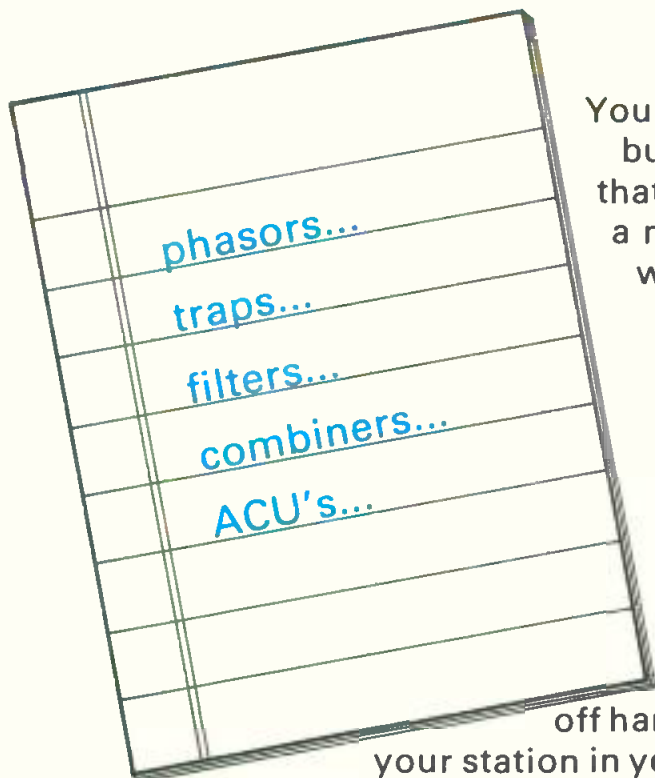 phasors...
traps...
filters...
combiners...
ACU's...
You
bu
that
a
w
off har
your station in yo